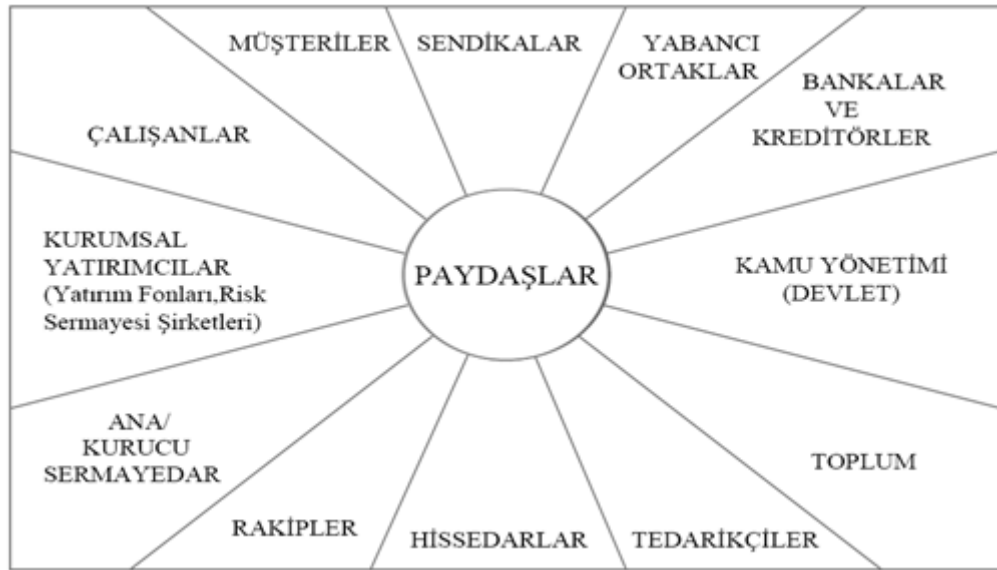 MÜŞTERİLER
SENDİKALAR
YABANCI
ORTAKLAR
BANKALAR
VE
KREDİTÖRLER
ÇALIŞANLAR
KURUMSAL
YATIRIMCILAR
(Yatırım Fonları,Risk
Sermayesi Şirketleri)
PAYDAŞLAR
KAMU YÖNETİMİ
(DEVLET)
ANA/
KURUCU
SERMAYEDAR
TOPLUM
RAKİPLER
HİSSEDARLAR
TEDARİKÇİLER